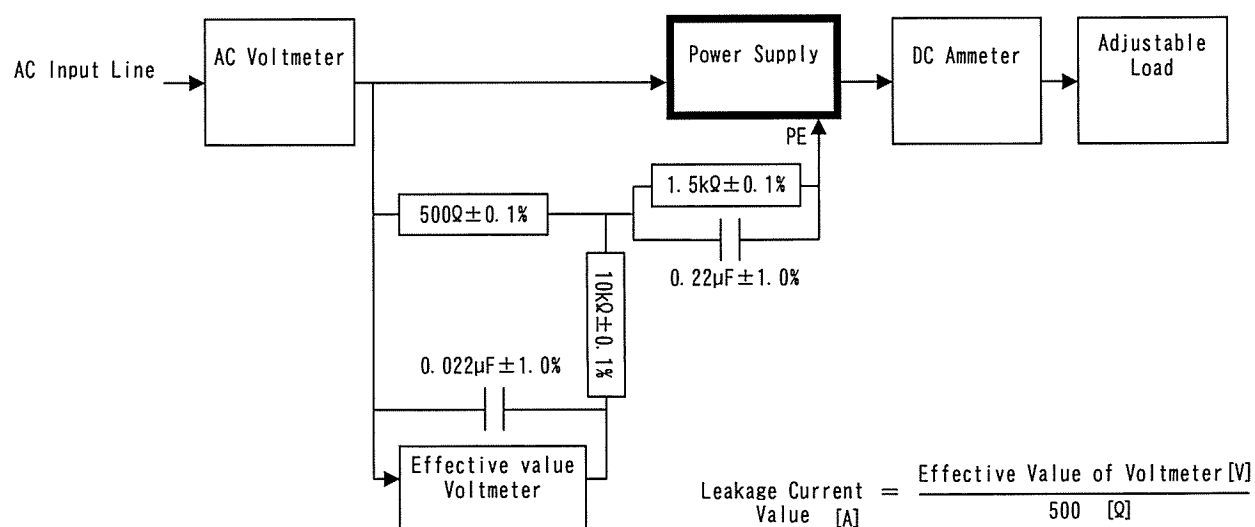 AC Input Line
AC Voltmeter
Power Supply
DC Ammeter
Adjustable
Load
PE
1.5kΩ±0.1%
500Ω±0.1%
0.22μF±1.0%
10kΩ±0.1%
0.022μF±1.0%
Effective value
Voltmeter
Leakage Current
Value [A]
=
Effective Value of Voltmeter[V]
500 [Ω]